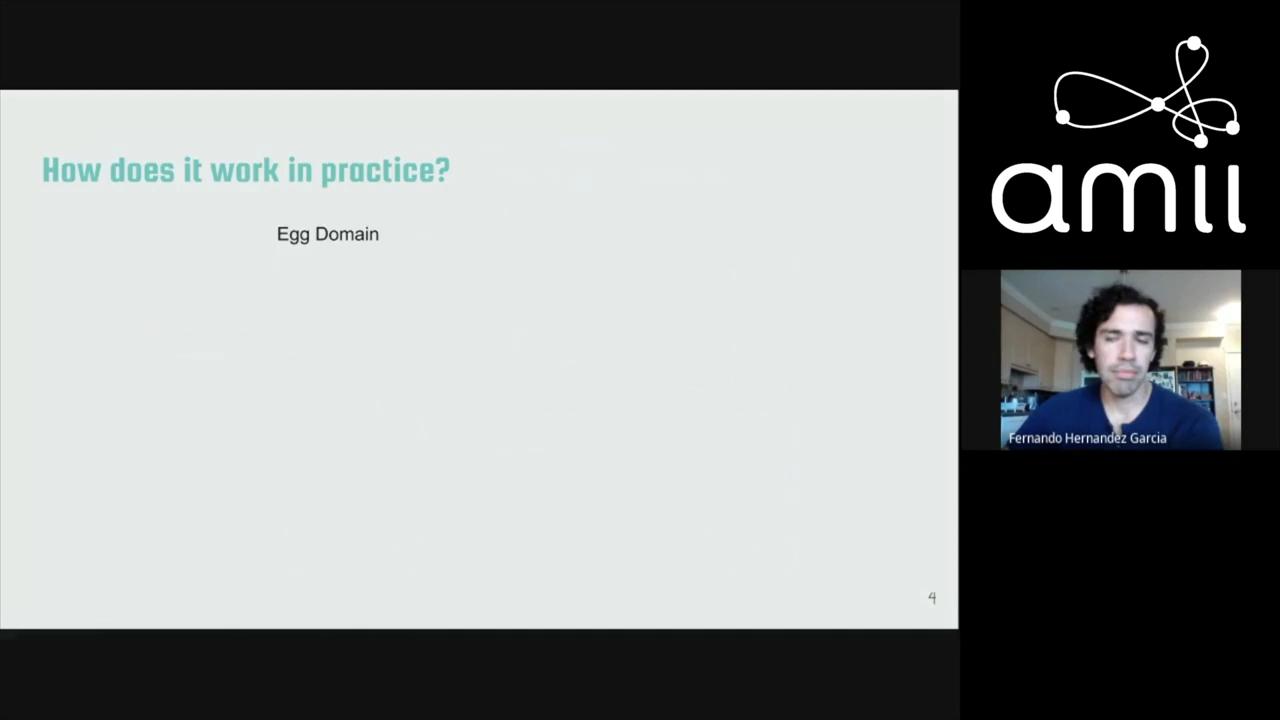 How does it work in practice?
Egg Domain
4
amii
Fernando Hernandez Garcia